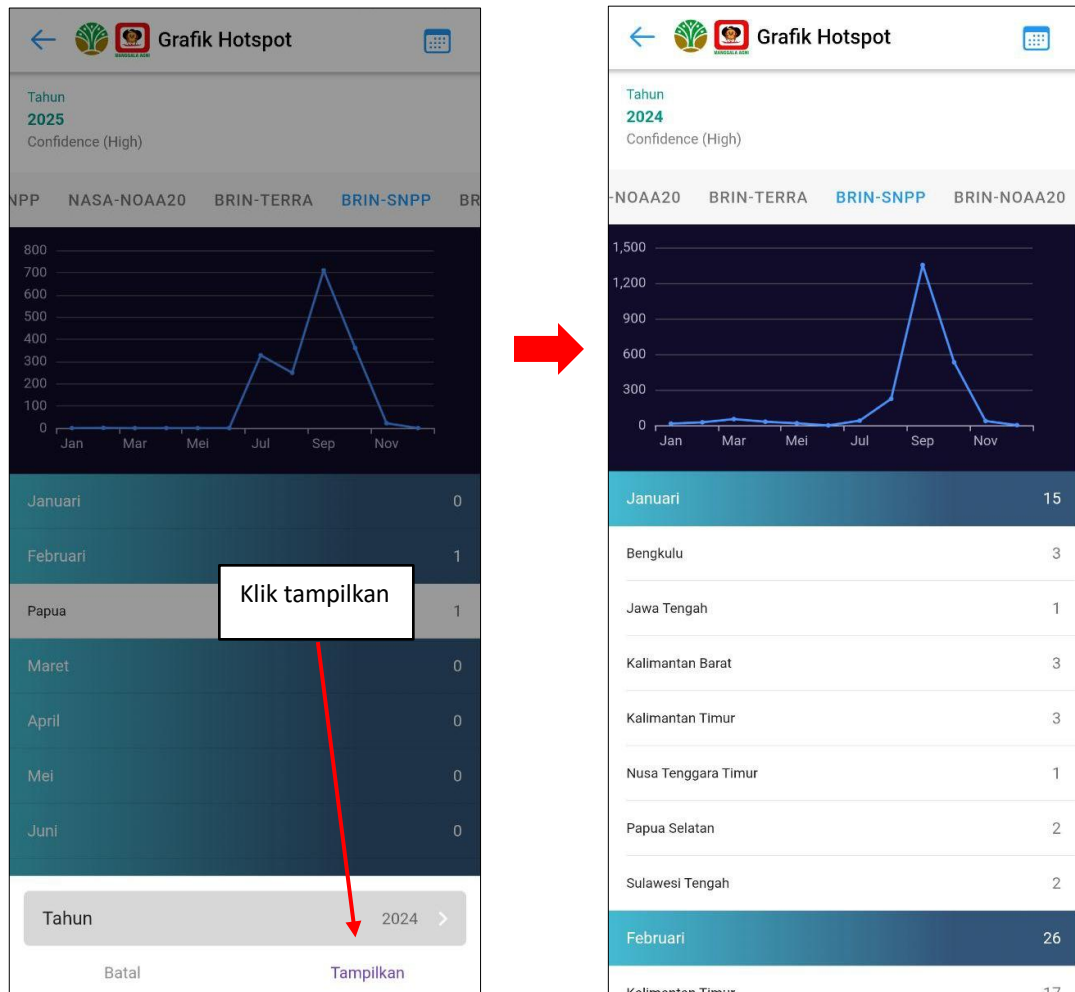 Grafik Hotspot
Tahun
2025
Confidence (High)
NPP NASA-NOAA20 BRIN-TERRA BRIN-SNPP BR
800
700
600
500
400
300
200
100
0
Jan Mar Mei Jul Sep Nov
Januari 0
Februari 1
Papua 1
Maret 0
April 0
Mei 0
Juni 0
Klik tampilkan
Tahun 2024
Batal Tampilkan
Grafik Hotspot
Tahun
2024
Confidence (High)
-NOAA20 BRIN-TERRA BRIN-SNPP BRIN-NOAA20
1,500
1,200
900
600
300
0
Jan Mar Mei Jul Sep Nov
Januari 15
Bengkulu 3
Jawa Tengah 1
Kalimantan Barat 3
Kalimantan Timur 3
Nusa Tenggara Timur 1
Papua Selatan 2
Sulawesi Tengah 2
Februari 26
Kalimantan Timur 17